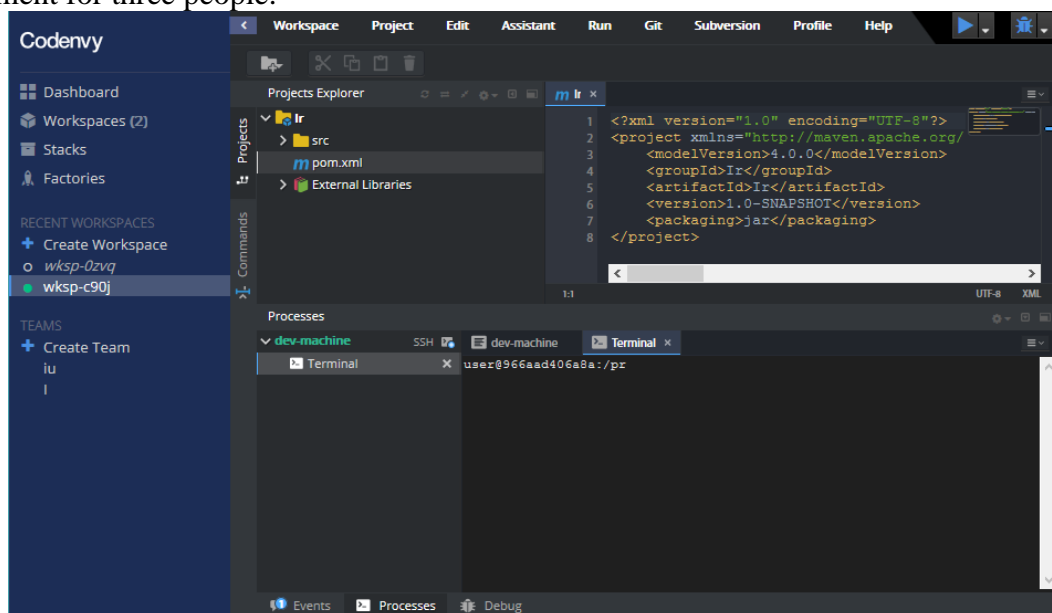 ment for three people.
Codenvy
Dashboard
Workspaces (2)
Stacks
Factories
RECENT WORKSPACES
Create Workspace
wksp-0zvq
wksp-c90j
TEAMS
Create Team
iu
I
Workspace Project Edit Assistant Run Git Subversion Profile Help
Projects Explorer
Projects
Commands
Ir
src
pom.xml
External Libraries
Ir
1 <?xml version="1.0" encoding="UTF-8"?>
2 <project xmlns="http://maven.apache.org/
3 <modelVersion>4.0.0</modelVersion>
4 <groupId>Ir</groupId>
5 <artifactId>Ir</artifactId>
6 <version>1.0-SNAPSHOT</version>
7 <packaging>jar</packaging>
8 </project>
1:1 UTF-8 XML
Processes
dev-machine SSH
Terminal
dev-machine Terminal
user@966aad406a8a:/pr
1 Events Processes Debug